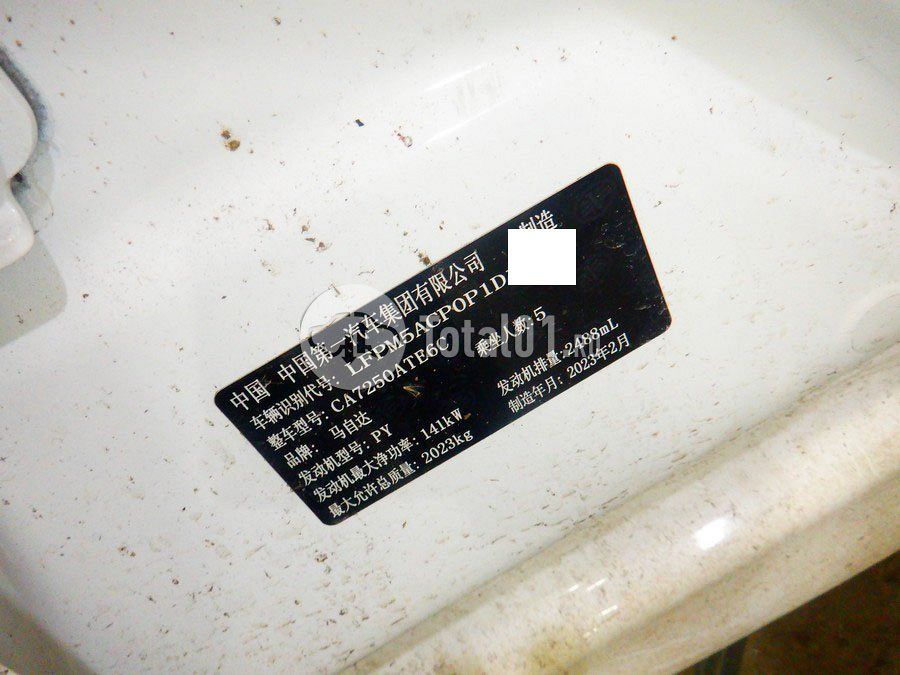 中国 中国第一汽车集团有限公司 制造
车辆识别代号: LFPM5ACP0P1D
整车型号: CA7250ATE6C 乘坐人数: 5
品牌: 马自达
发动机型号: PY 发动机排量: 2488mL
发动机最大净功率: 141kW 制造年月: 2023年2月
最大允许总质量: 2023kg
Total01